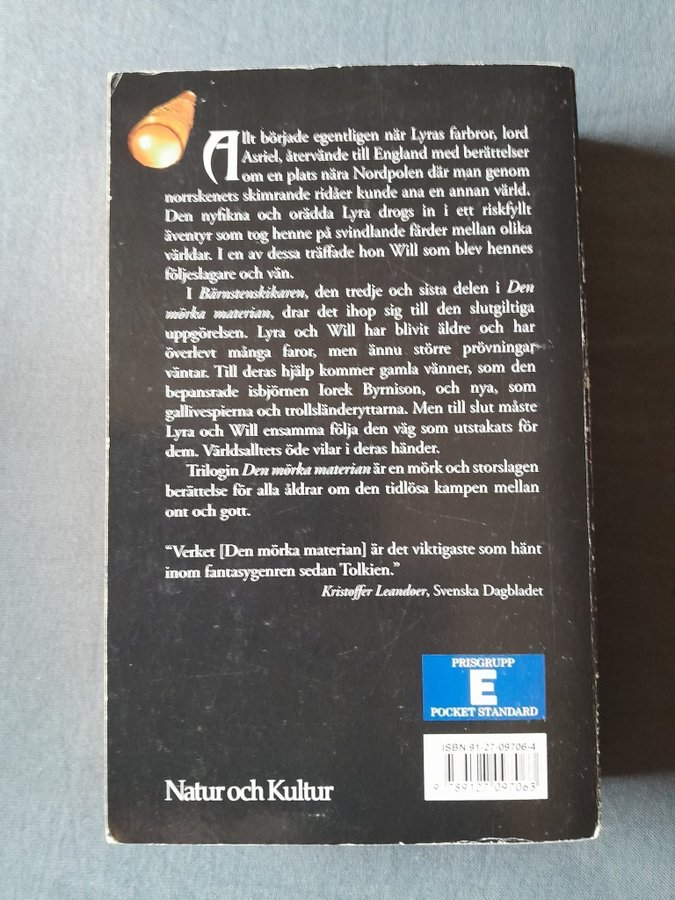 Allt började egentligen när Lyras farbror, lord
Asriel, återvände till England med berättelser
om en plats nära Nordpolen där man genom
norrskenets skimrande ridåer kunde ana en annan värld.
Den nyfikna och orädda Lyra drogs in i ett riskfyllt
äventyr som tog henne på svindlande färder mellan olika
världar. I en av dessa träffade hon Will som blev hennes
följeslagare och vän.
I Bärnstenskikaren, den tredje och sista delen i Den
mörka materian, drar det ihop sig till den slutgiltiga
uppgörelsen. Lyra och Will har blivit äldre och har
överlevt många faror, men ännu större prövningar
väntar. Till deras hjälp kommer gamla vänner, som den
bepansrade isbjörnen Iorek Byrnison, och nya, som
gallivespierna och trollsländeryttarna. Men till slut måste
Lyra och Will ensamma följa den väg som utstakats för
dem. Världsalltets öde vilar i deras händer.
Trilogin Den mörka materian är en mörk och storslagen
berättelse för alla åldrar om den tidlösa kampen mellan
ont och gott.
“Verket [Den mörka materian] är det viktigaste som hänt
inom fantasygenren sedan Tolkien.”
Kristoffer Leandoer, Svenska Dagbladet
PRISGRUPP
E
POCKET STANDARD
ISBN 91-27-09706-4
9 789127 097063
Natur och Kultur